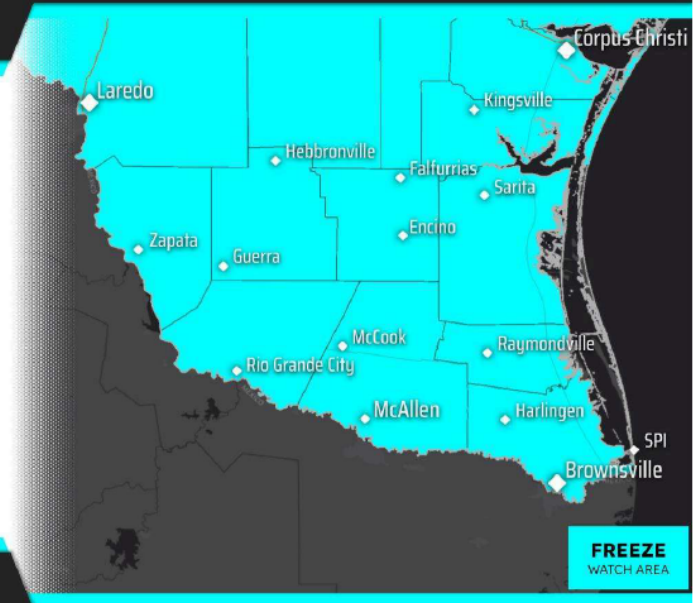 Corpus Christi
Laredo
Kingsville
Hebbronville
Falfurrias
Sarita
Encino
Zapata
Guerra
McCook
Raymondville
Rio Grande City
McAllen
Harlingen
SPI
Brownsville
FREEZE
WATCH AREA